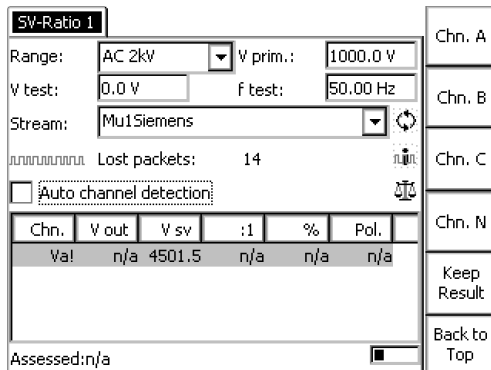 SV-Ratio 1
Range: AC 2kV V prim.: 1000.0 V
V test: 0.0 V f test: 50.00 Hz
Stream: Mu1Siemens
Lost packets: 14
Auto channel detection
Chn. V out V sv :1 % Pol.
Va! n/a 4501.5 n/a n/a n/a
Assessed:n/a
Chn. A
Chn. B
Chn. C
Chn. N
Keep
Result
Back to
Top